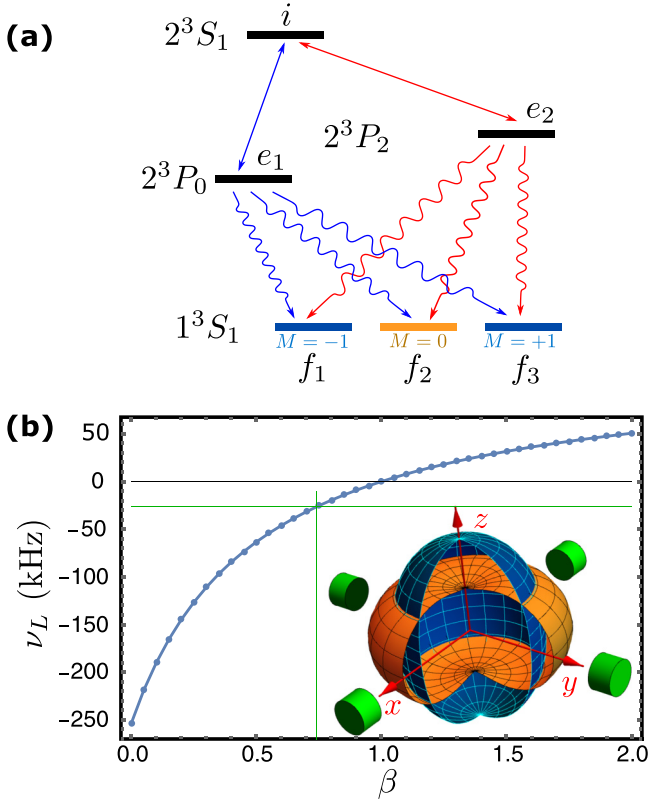 (a)
i
2³S₁
e₂
2³P₂
e₁
2³P₀
1³S₁
M = −1
M = 0
M = +1
f₁
f₂
f₃
(b)
50
0
−50
−100
−150
−200
−250
ν_L (kHz)
z
x
y
0.0
0.5
1.0
1.5
2.0
β